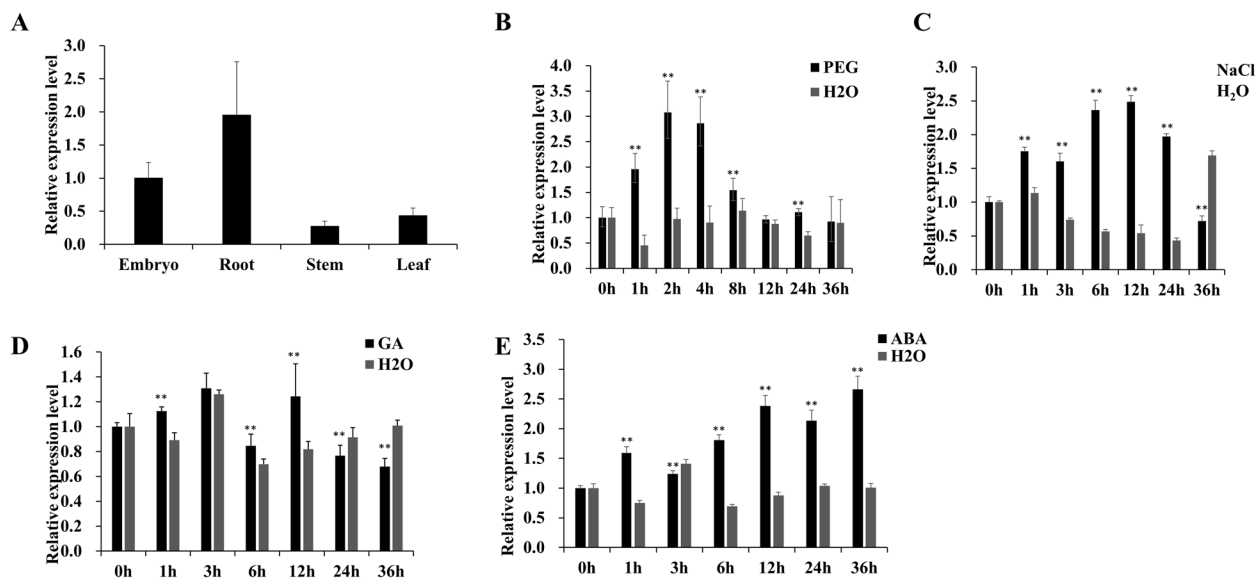 A
Relative expression level
3.0
2.5
2.0
1.5
1.0
0.5
0.0
Embryo Root Stem Leaf
B
Relative expression level
4.0
3.5
3.0
2.5
2.0
1.5
1.0
0.5
0.0
PEG
H2O
** ** ** ** ** **
0h 1h 2h 4h 8h 12h 24h 36h
C
Relative expression level
3.0
2.5
2.0
1.5
1.0
0.5
0.0
NaCl
H₂O
** ** ** ** ** **
0h 1h 3h 6h 12h 24h 36h
D
Relative expression level
1.6
1.4
1.2
1.0
0.8
0.6
0.4
0.2
0.0
GA
H2O
** ** ** ** **
0h 1h 3h 6h 12h 24h 36h
E
Relative expression level
3.5
3.0
2.5
2.0
1.5
1.0
0.5
0.0
ABA
H2O
** ** ** ** ** **
0h 1h 3h 6h 12h 24h 36h